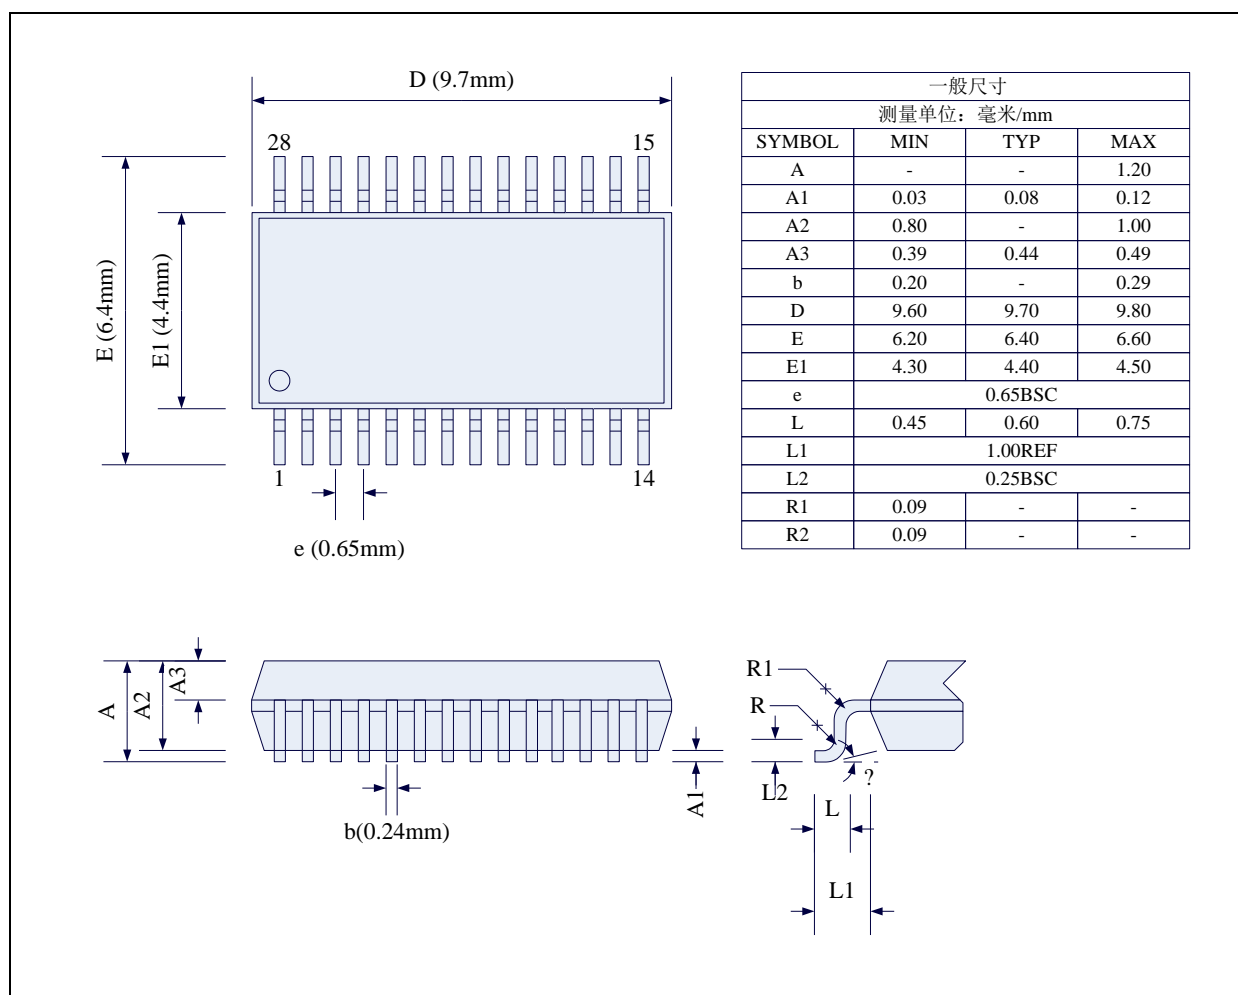 D (9.7mm)
28 15
E (6.4mm)
E1 (4.4mm)
1 14
e (0.65mm)
一般尺寸
测量单位：毫米/mm
SYMBOL MIN TYP MAX
A - - 1.20
A1 0.03 0.08 0.12
A2 0.80 - 1.00
A3 0.39 0.44 0.49
b 0.20 - 0.29
D 9.60 9.70 9.80
E 6.20 6.40 6.60
E1 4.30 4.40 4.50
e 0.65BSC
L 0.45 0.60 0.75
L1 1.00REF
L2 0.25BSC
R1 0.09 - -
R2 0.09 - -
A
A2
A3
b(0.24mm)
A1
R1
R
L2
?
L
L1